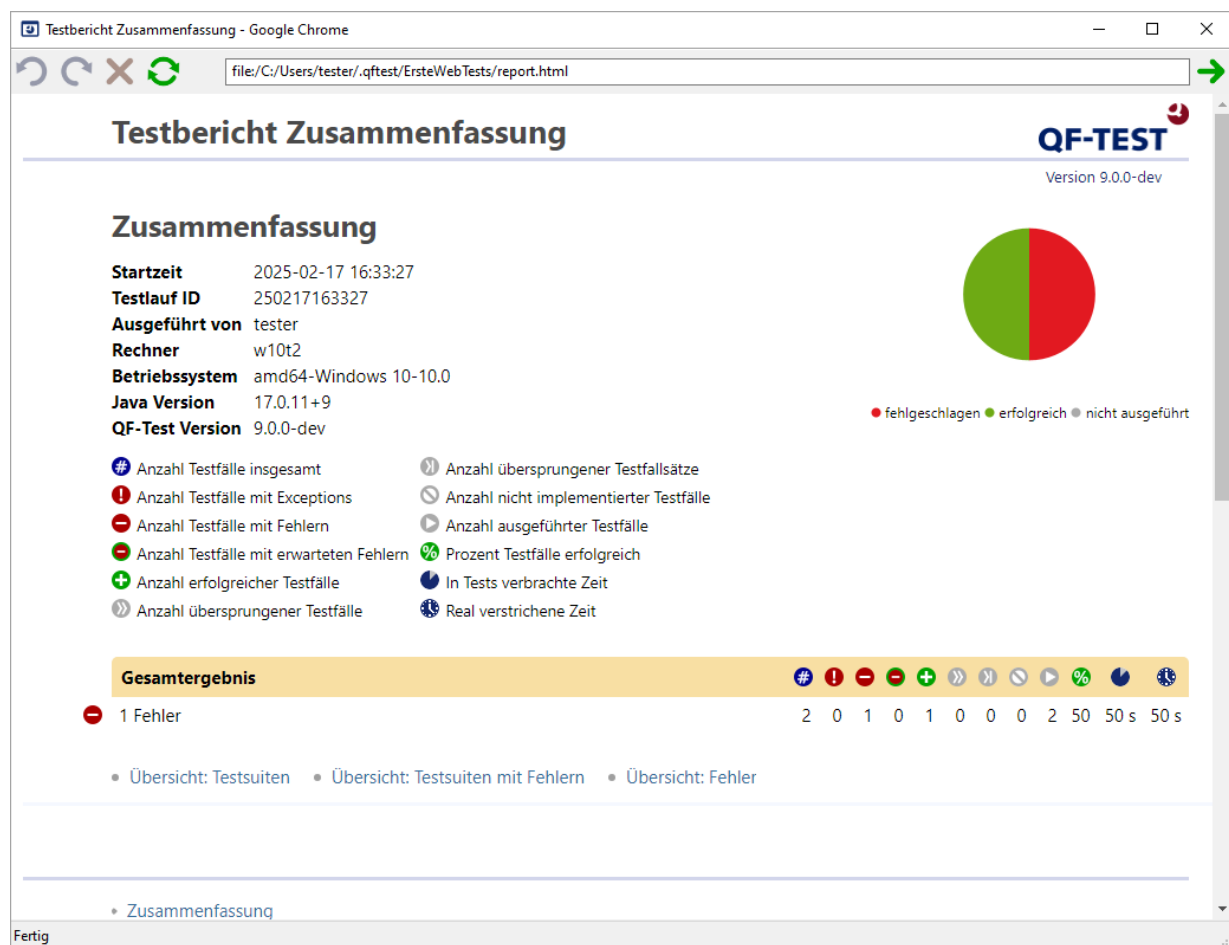 Testbericht Zusammenfassung - Google Chrome
file:/C:/Users/tester/.qftest/ErsteWebTests/report.html
Testbericht Zusammenfassung
QF-TEST
Version 9.0.0-dev
Zusammenfassung
Startzeit 2025-02-17 16:33:27
Testlauf ID 250217163327
Ausgeführt von tester
Rechner w10t2
Betriebssystem amd64-Windows 10-10.0
Java Version 17.0.11+9
QF-Test Version 9.0.0-dev
fehlgeschlagen erfolgreich nicht ausgeführt
# Anzahl Testfälle insgesamt Anzahl übersprungener Testfallsätze
! Anzahl Testfälle mit Exceptions Anzahl nicht implementierter Testfälle
Anzahl Testfälle mit Fehlern Anzahl ausgeführter Testfälle
Anzahl Testfälle mit erwarteten Fehlern % Prozent Testfälle erfolgreich
Anzahl erfolgreicher Testfälle In Tests verbrachte Zeit
Anzahl übersprungener Testfälle Real verstrichene Zeit
Gesamtergebnis # ! %
1 Fehler 2 0 1 0 1 0 0 0 2 50 50 s 50 s
• Übersicht: Testsuiten • Übersicht: Testsuiten mit Fehlern • Übersicht: Fehler
• Zusammenfassung
Fertig